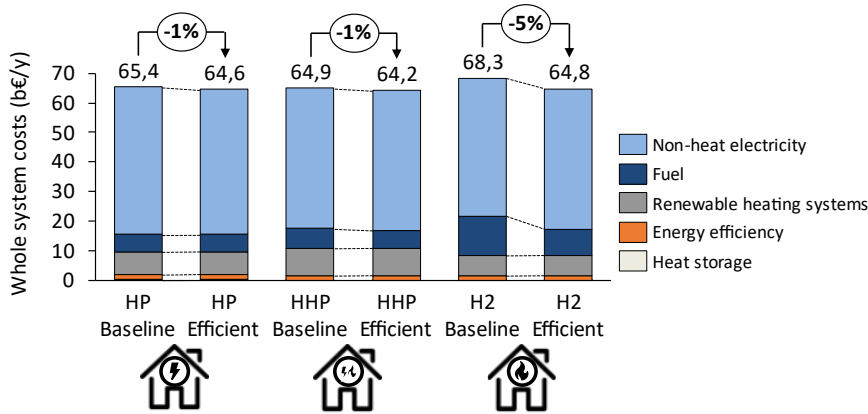 -1%
-1%
-5%
65,4
64,6
64,9
64,2
68,3
64,8
Whole system costs (b€/y)
70
60
50
40
30
20
10
0
Non-heat electricity
Fuel
Renewable heating systems
Energy efficiency
Heat storage
HP
Baseline
HP
Efficient
HHP
Baseline
HHP
Efficient
H2
Baseline
H2
Efficient